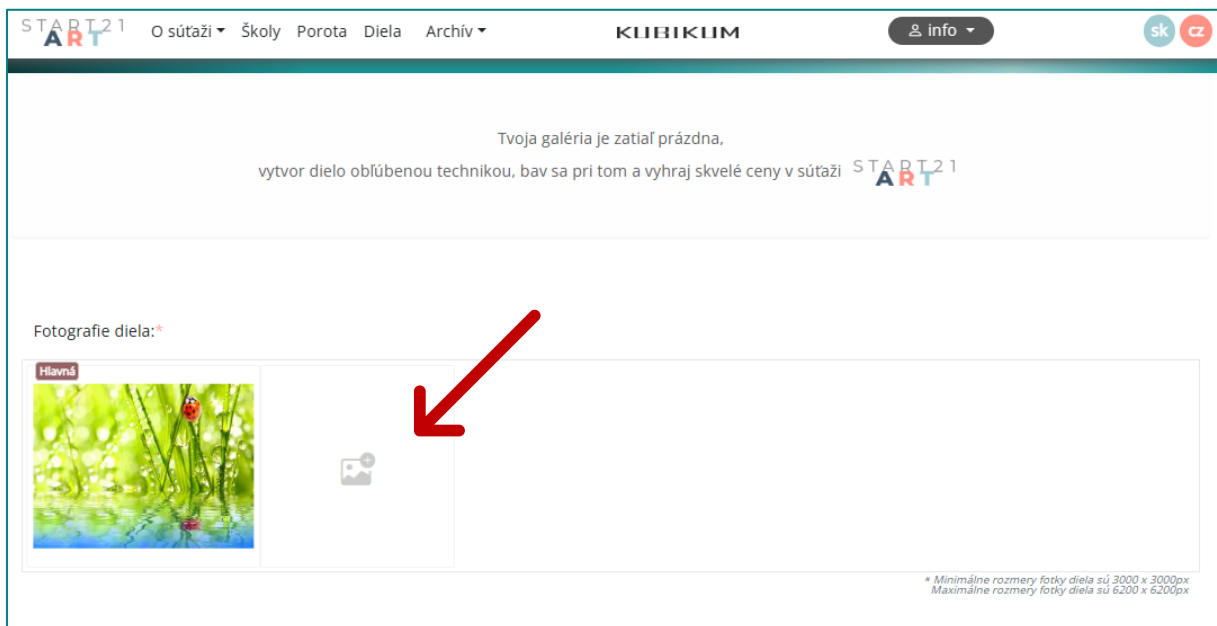 START21
ART
O súťaži Školy Porota Diela Archív
KUBIKUM
info
sk
cz
Tvoja galéria je zatiaľ prázdna,
vytvor dielo obľúbenou technikou, bav sa pri tom a vyhraj skvelé ceny v súťaži START21
ART
Fotografie diela:*
Hlavná
* Minimálne rozmery fotky diela sú 3000 x 3000px
Maximálne rozmery fotky diela sú 6200 x 6200px